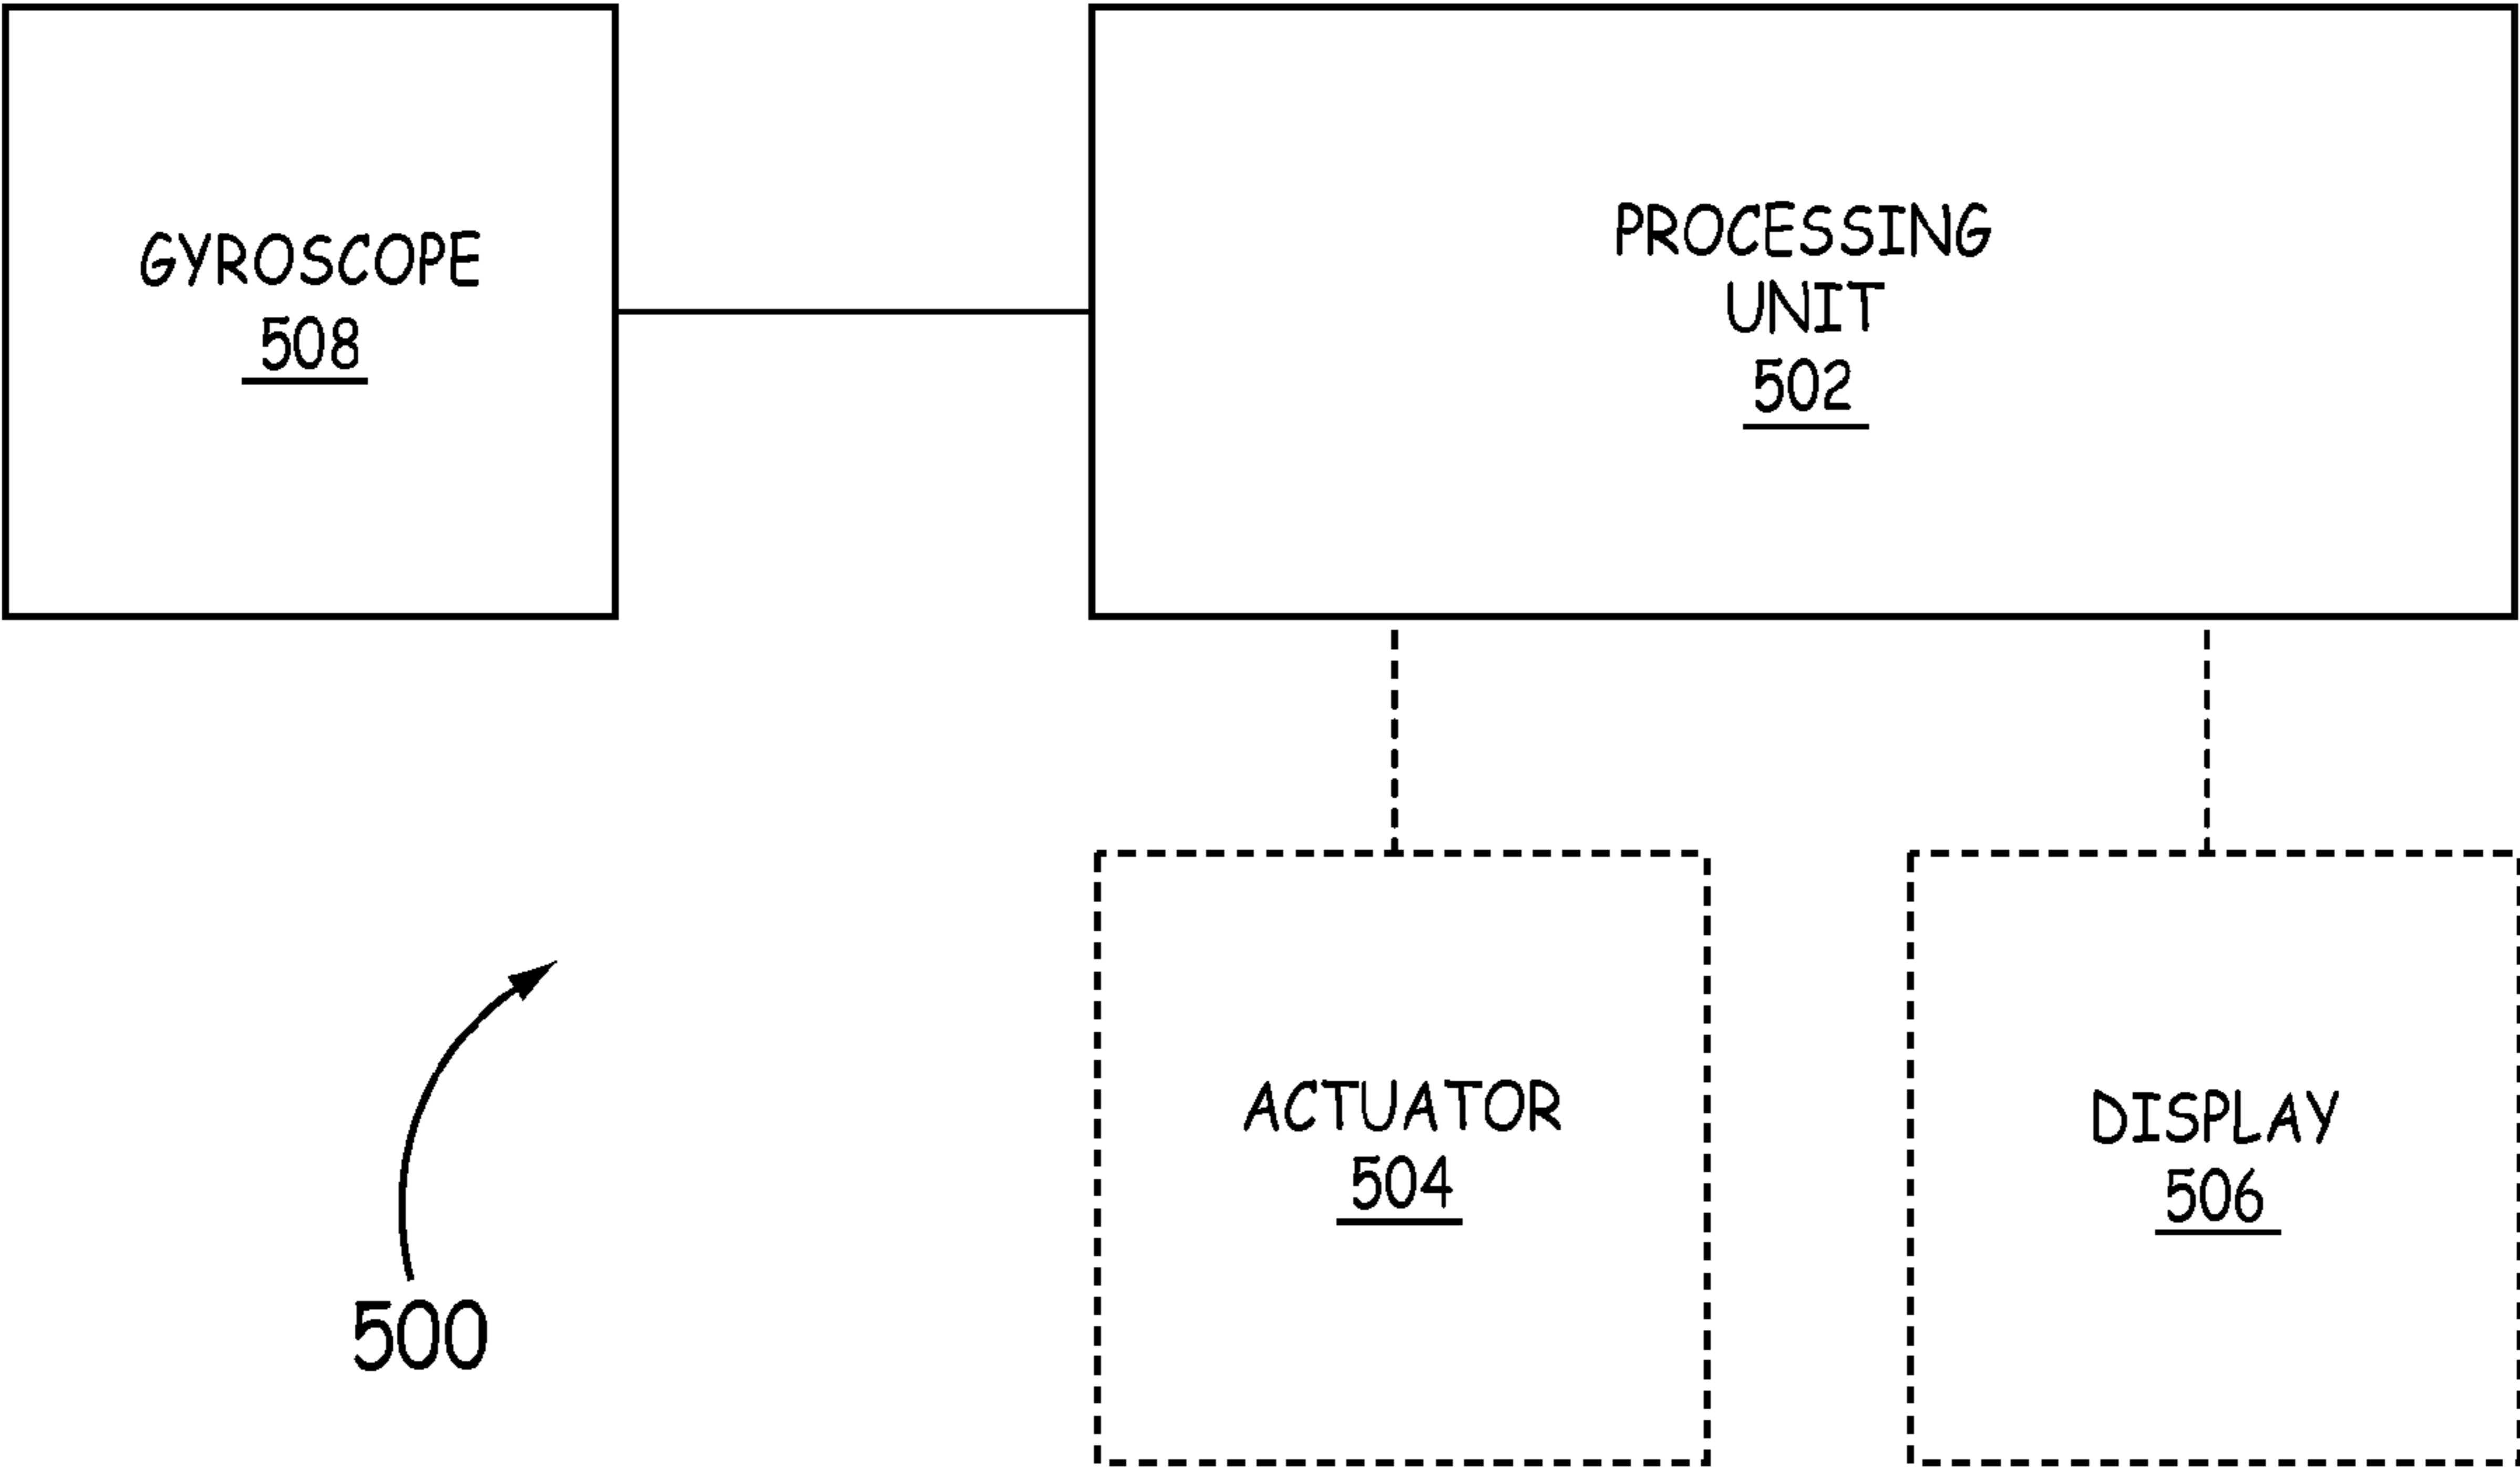 GYROSCOPE
508
PROCESSING
UNIT
502
ACTUATOR
504
DISPLAY
506
500